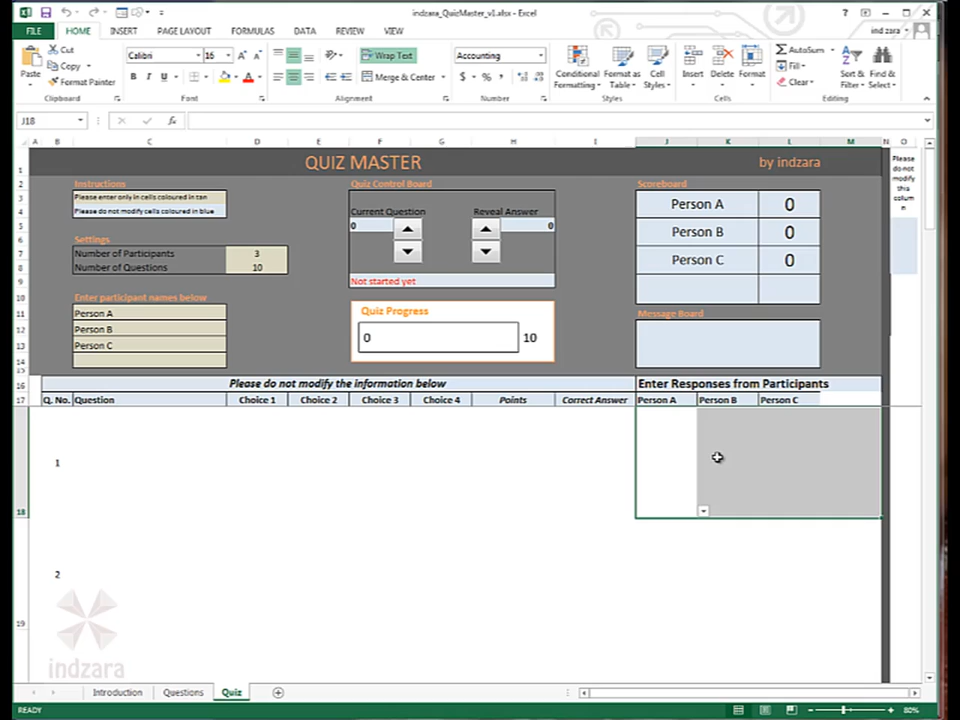 indzara_QuizMaster_v1.xlsx - Excel
FILE HOME INSERT PAGE LAYOUT FORMULAS DATA REVIEW VIEW ind zara
Paste Cut Copy Format Painter
Calibri 16 B I U
Wrap Text Merge & Center
Accounting $ % ,
Conditional Formatting Format as Table Cell Styles
Insert Delete Format
AutoSum Fill Clear Sort & Filter Find & Select
Clipboard Font Alignment Number Styles Cells Editing
J18 fx
A B C D E F G H I J K L M N O
QUIZ MASTER by indzara
Instructions
Please enter only in cells coloured in tan
Please do not modify cells coloured in blue
Settings
Number of Participants 3
Number of Questions 10
Enter participant names below
Person A
Person B
Person C
Quiz Control Board
Current Question Reveal Answer
0 0
Not started yet
Quiz Progress
0 10
Scoreboard
Person A 0
Person B 0
Person C 0
Message Board
Please do not modify this column
Please do not modify the information below Enter Responses from Participants
Q. No. Question Choice 1 Choice 2 Choice 3 Choice 4 Points Correct Answer Person A Person B Person C
1
2
indzara
Introduction Questions Quiz
READY 80%